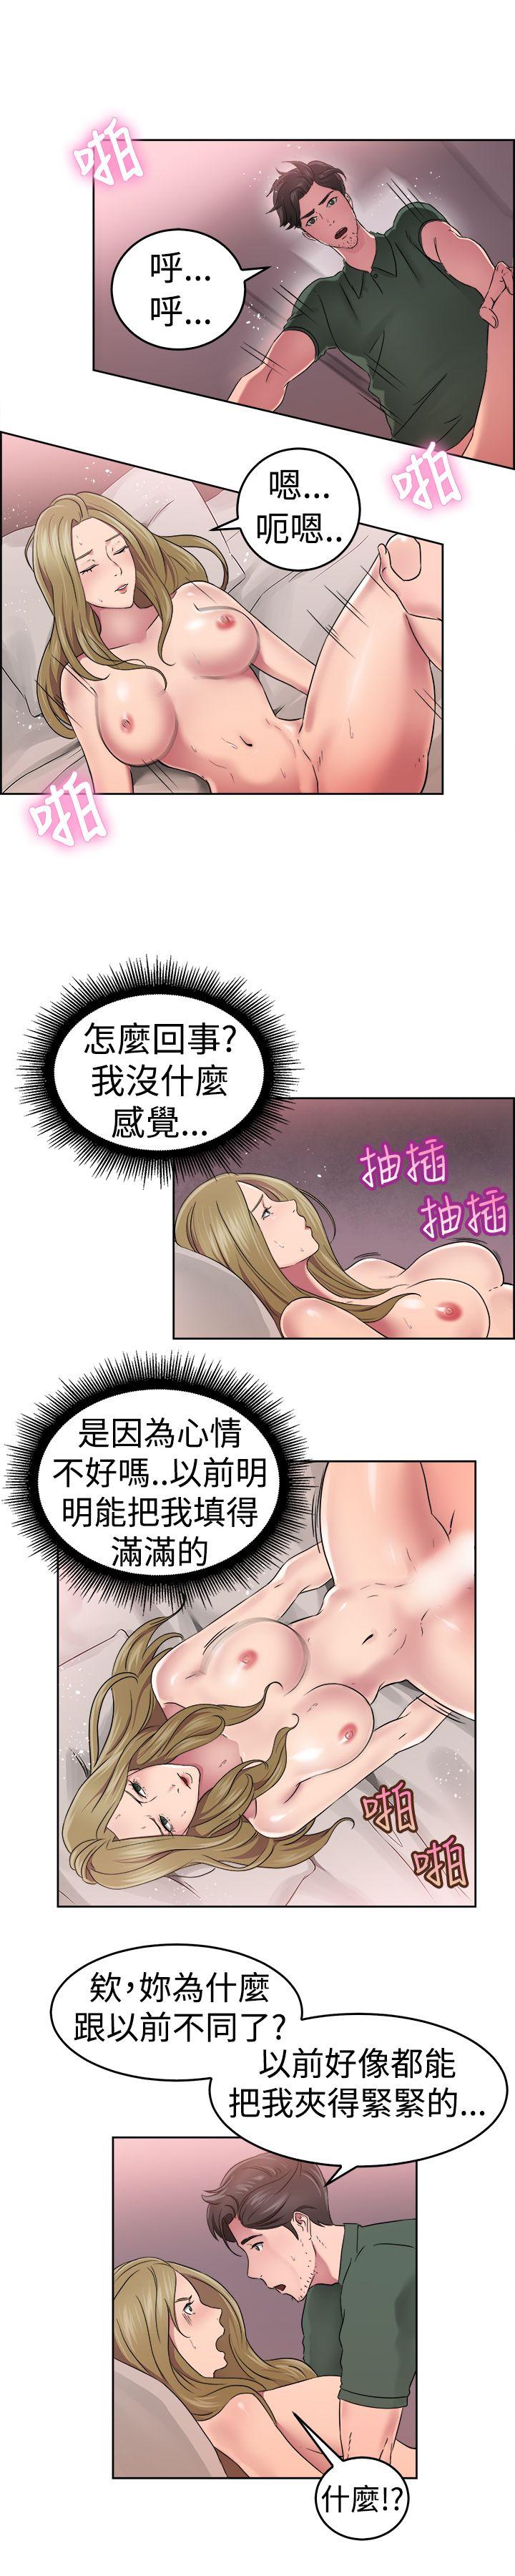 啪
呼...
呼...
啪
嗯...
呃嗯..
啪
怎麼回事?
我沒什麼
感覺...
抽插
抽插
是因為心情
不好嗎..以前明
明能把我填得
滿滿的
啪
啪
欸,妳為什麼
跟以前不同了?
以前好像都能
把我夾得緊緊的...
什麼!?